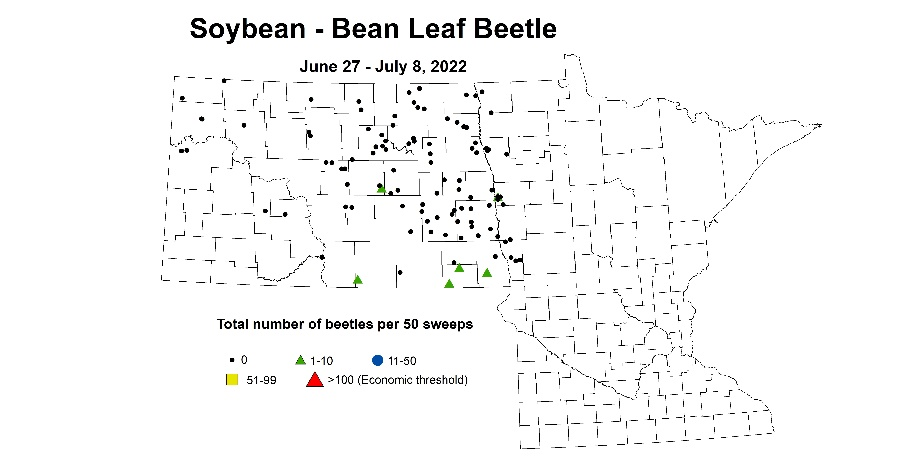 Soybean - Bean Leaf Beetle
June 27 - July 8, 2022
Total number of beetles per 50 sweeps
0 1-10 11-50
51-99 >100 (Economic threshold)